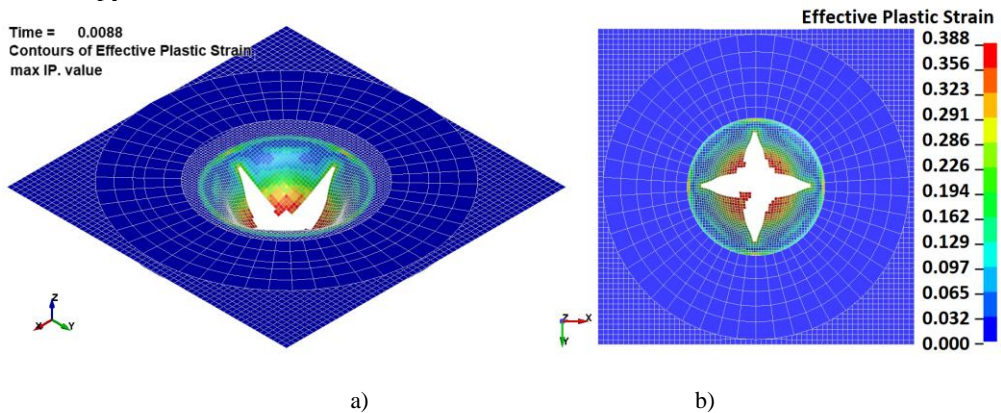 Time = 0.0088
Contours of Effective Plastic Strain
max IP. value
Effective Plastic Strain
0.388
0.356
0.323
0.291
0.286
0.226
0.194
0.162
0.129
0.097
0.065
0.032
0.000
Z
X
Y
Z
X
Y
a)
b)